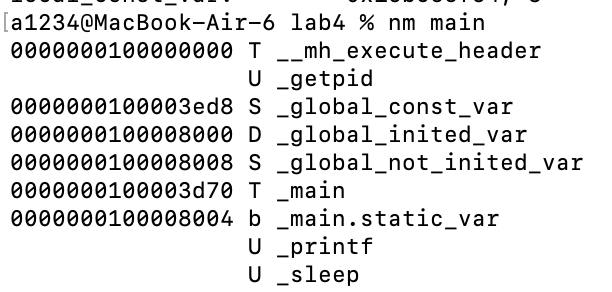 a1234@MacBook-Air-6 lab4 % nm main
0000000100000000 T __mh_execute_header
                 U _getpid
0000000100003ed8 S _global_const_var
0000000100008000 D _global_inited_var
0000000100008008 S _global_not_inited_var
0000000100003d70 T _main
0000000100008004 b _main.static_var
                 U _printf
                 U _sleep